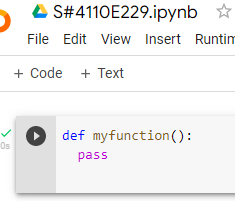 S#4110E229.ipynb
File Edit View Insert Runtim
+ Code + Text
def myfunction():
pass
0s